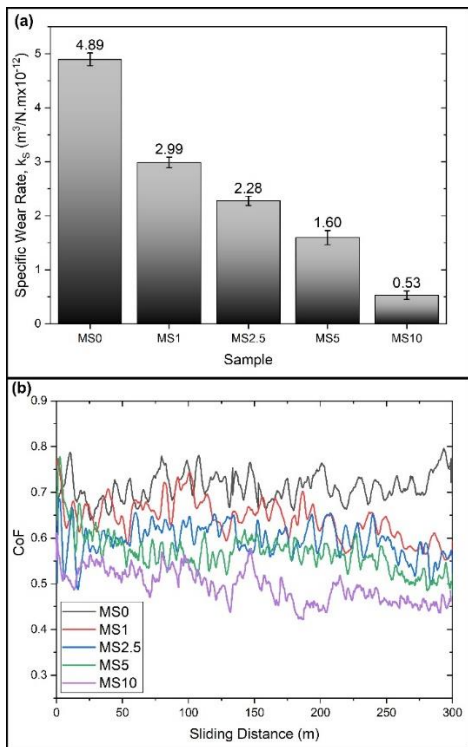 (a)
Specific Wear Rate, kS (m3/N.mx10-12)
5
4
3
2
1
0
4.89
2.99
2.28
1.60
0.53
MS0 MS1 MS2.5 MS5 MS10
Sample
(b)
CoF
0.9
0.8
0.7
0.6
0.5
0.4
0.3
MS0
MS1
MS2.5
MS5
MS10
0 50 100 150 200 250 300
Sliding Distance (m)